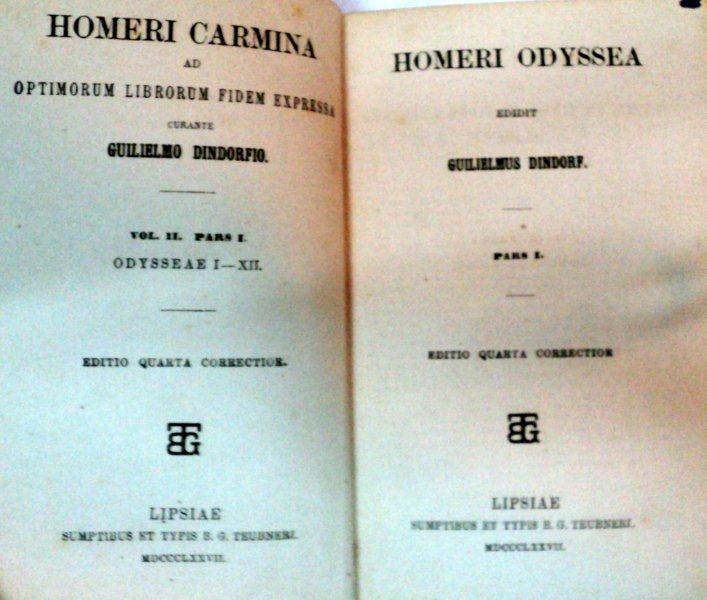 HOMERI CARMINA
AD
OPTIMORUM LIBRORUM FIDEM EXPRESSA
CURANTE
GUILIELMO DINDORFIO.
VOL. II. PARS I.
ODYSSEAE I—XII.
EDITIO QUARTA CORRECTIOR.
BTG
LIPSIAE
SUMPTIBUS ET TYPIS B. G. TEUBNERI.
MDCCCLXXVII.
HOMERI ODYSSEA
EDIDIT
GUILIELMUS DINDORF.
PARS I.
EDITIO QUARTA CORRECTIOR
BTG
LIPSIAE
SUMPTIBUS ET TYPIS B. G. TEUBNERI.
MDCCCLXXVII.